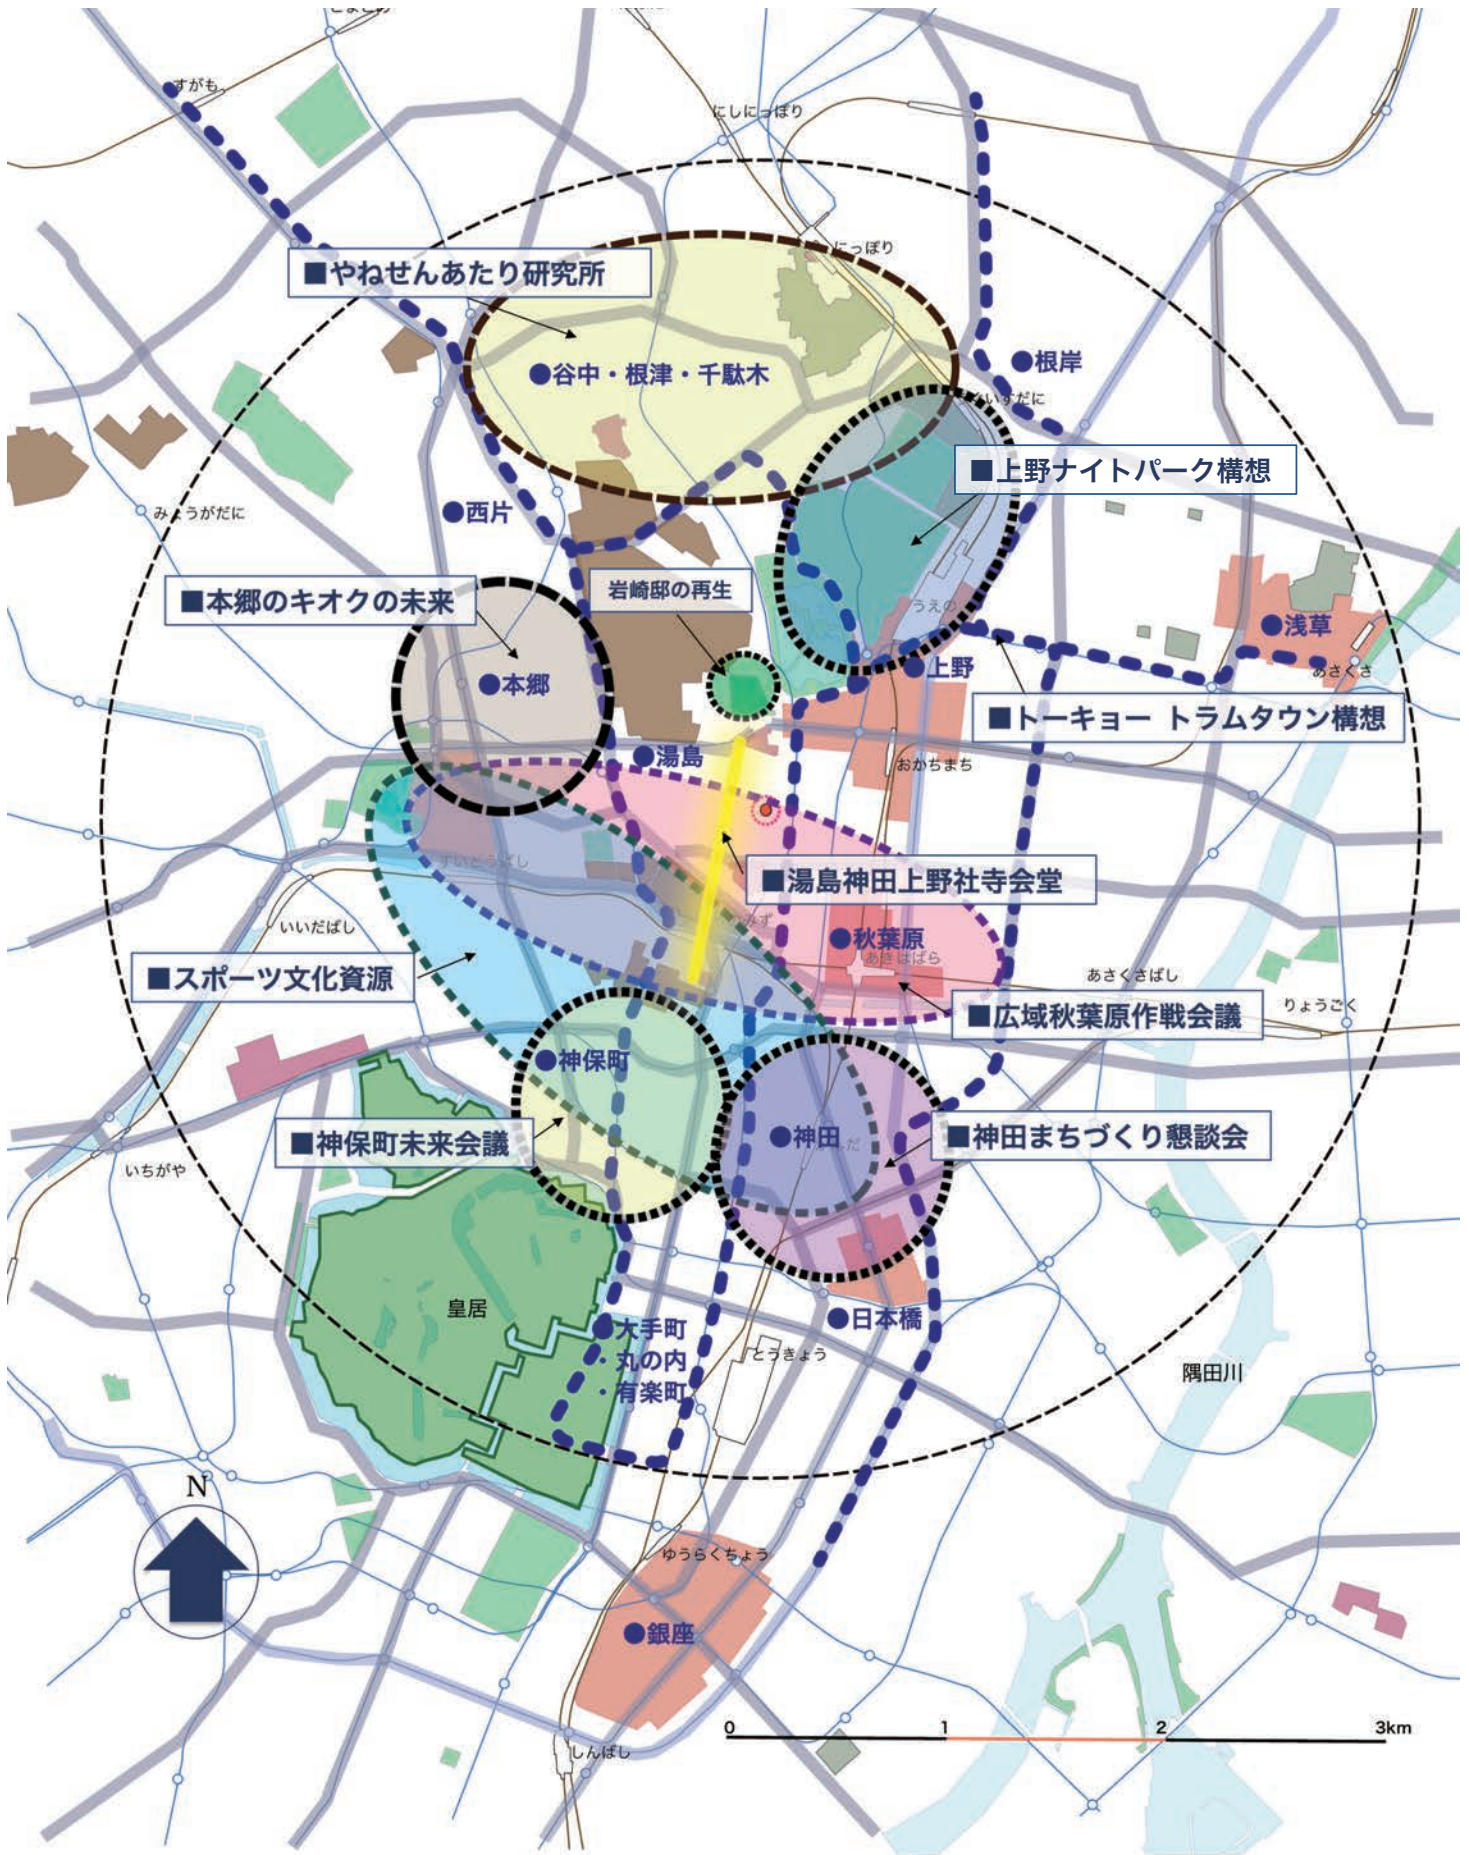 すがも
にしにっぽり
にっぽり
■やねせんあたり研究所
●谷中・根津・千駄木
●根岸
■上野ナイトパーク構想
●西片
みょうがだに
■本郷のキオクの未来
岩崎邸の再生
うえの
●浅草
あさくさ
●本郷
●上野
■トーキョー トラムタウン構想
●湯島
おかちまち
すいどうばし
■湯島神田上野社寺会堂
いいだばし
●秋葉原
あきはばら
■スポーツ文化資源
あさくさばし
りょうごく
■広域秋葉原作戦会議
●神保町
■神保町未来会議
●神田
■神田まちづくり懇談会
いちがや
皇居
●大手町
・丸の内
・有楽町
●日本橋
とうきょう
隅田川
N
ゆうらくちょう
●銀座
しんばし
0 1 2 3km